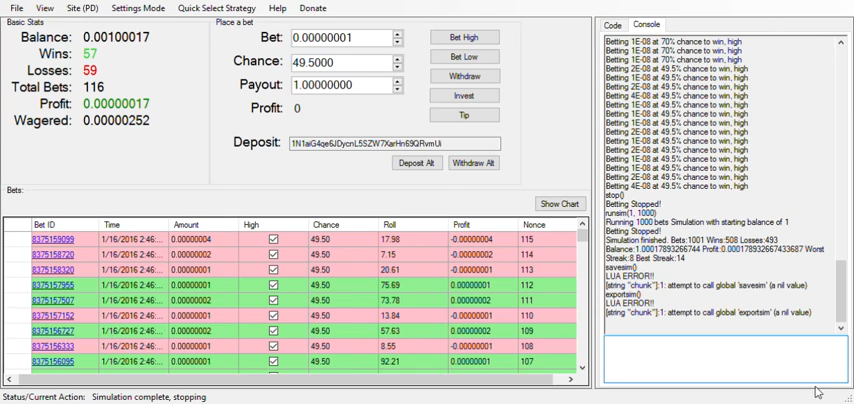 File View Site (PD) Settings Mode Quick Select Strategy Help Donate
Basic Stats
Balance: 0.00100017
Wins: 57
Losses: 59
Total Bets: 116
Profit: 0.00000017
Wagered: 0.00000252
Place a bet
Bet: 0.00000001 Bet High
Chance: 49.5000 Bet Low
Payout: 1.00000000 Withdraw
Profit: 0 Invest
Tip
Deposit: 1N1aiG4qe6JDycnL5SZW7XarHn69QRvmUi
Deposit Alt Withdraw Alt
Bets:
Show Chart
Bet ID Time Amount High Chance Roll Profit Nonce
8375159099 1/16/2016 2:46:... 0.00000004 49.50 17.98 -0.00000004 115
8375158720 1/16/2016 2:46:... 0.00000002 49.50 7.15 -0.00000002 114
8375158320 1/16/2016 2:46:... 0.00000001 49.50 20.61 -0.00000001 113
8375157955 1/16/2016 2:46:... 0.00000001 49.50 75.69 0.00000001 112
8375157507 1/16/2016 2:46:... 0.00000002 49.50 73.78 0.00000002 111
8375157152 1/16/2016 2:46:... 0.00000001 49.50 13.84 -0.00000001 110
8375156727 1/16/2016 2:46:... 0.00000002 49.50 57.63 0.00000002 109
8375156333 1/16/2016 2:46:... 0.00000001 49.50 8.55 -0.00000001 108
8375156095 1/16/2016 2:46:... 0.00000001 49.50 92.21 0.00000001 107
Code Console
Betting 1E-08 at 70% chance to win, high
Betting 1E-08 at 70% chance to win, high
Betting 1E-08 at 70% chance to win, high
Betting 2E-08 at 49.5% chance to win, high
Betting 1E-08 at 49.5% chance to win, high
Betting 2E-08 at 49.5% chance to win, high
Betting 4E-08 at 49.5% chance to win, high
Betting 1E-08 at 49.5% chance to win, high
Betting 1E-08 at 49.5% chance to win, high
Betting 2E-08 at 49.5% chance to win, high
Betting 1E-08 at 49.5% chance to win, high
Betting 2E-08 at 49.5% chance to win, high
Betting 1E-08 at 49.5% chance to win, high
Betting 1E-08 at 49.5% chance to win, high
Betting 2E-08 at 49.5% chance to win, high
Betting 4E-08 at 49.5% chance to win, high
stop()
Betting Stopped!
runsim(1, 1000)
Running 1000 bets Simulation with starting balance of 1
Betting Stopped!
Simulation finished. Bets:1001 Wins:508 Losses:493
Balance:1.00017893266744 Profit:0.000178932667433687 Worst
Streak:8 Best Streak:14
savesim()
LUA ERROR!!
[string "chunk"]:1: attempt to call global 'savesim' (a nil value)
exportsim()
LUA ERROR!!
[string "chunk"]:1: attempt to call global 'exportsim' (a nil value)
Status/Current Action: Simulation complete, stopping